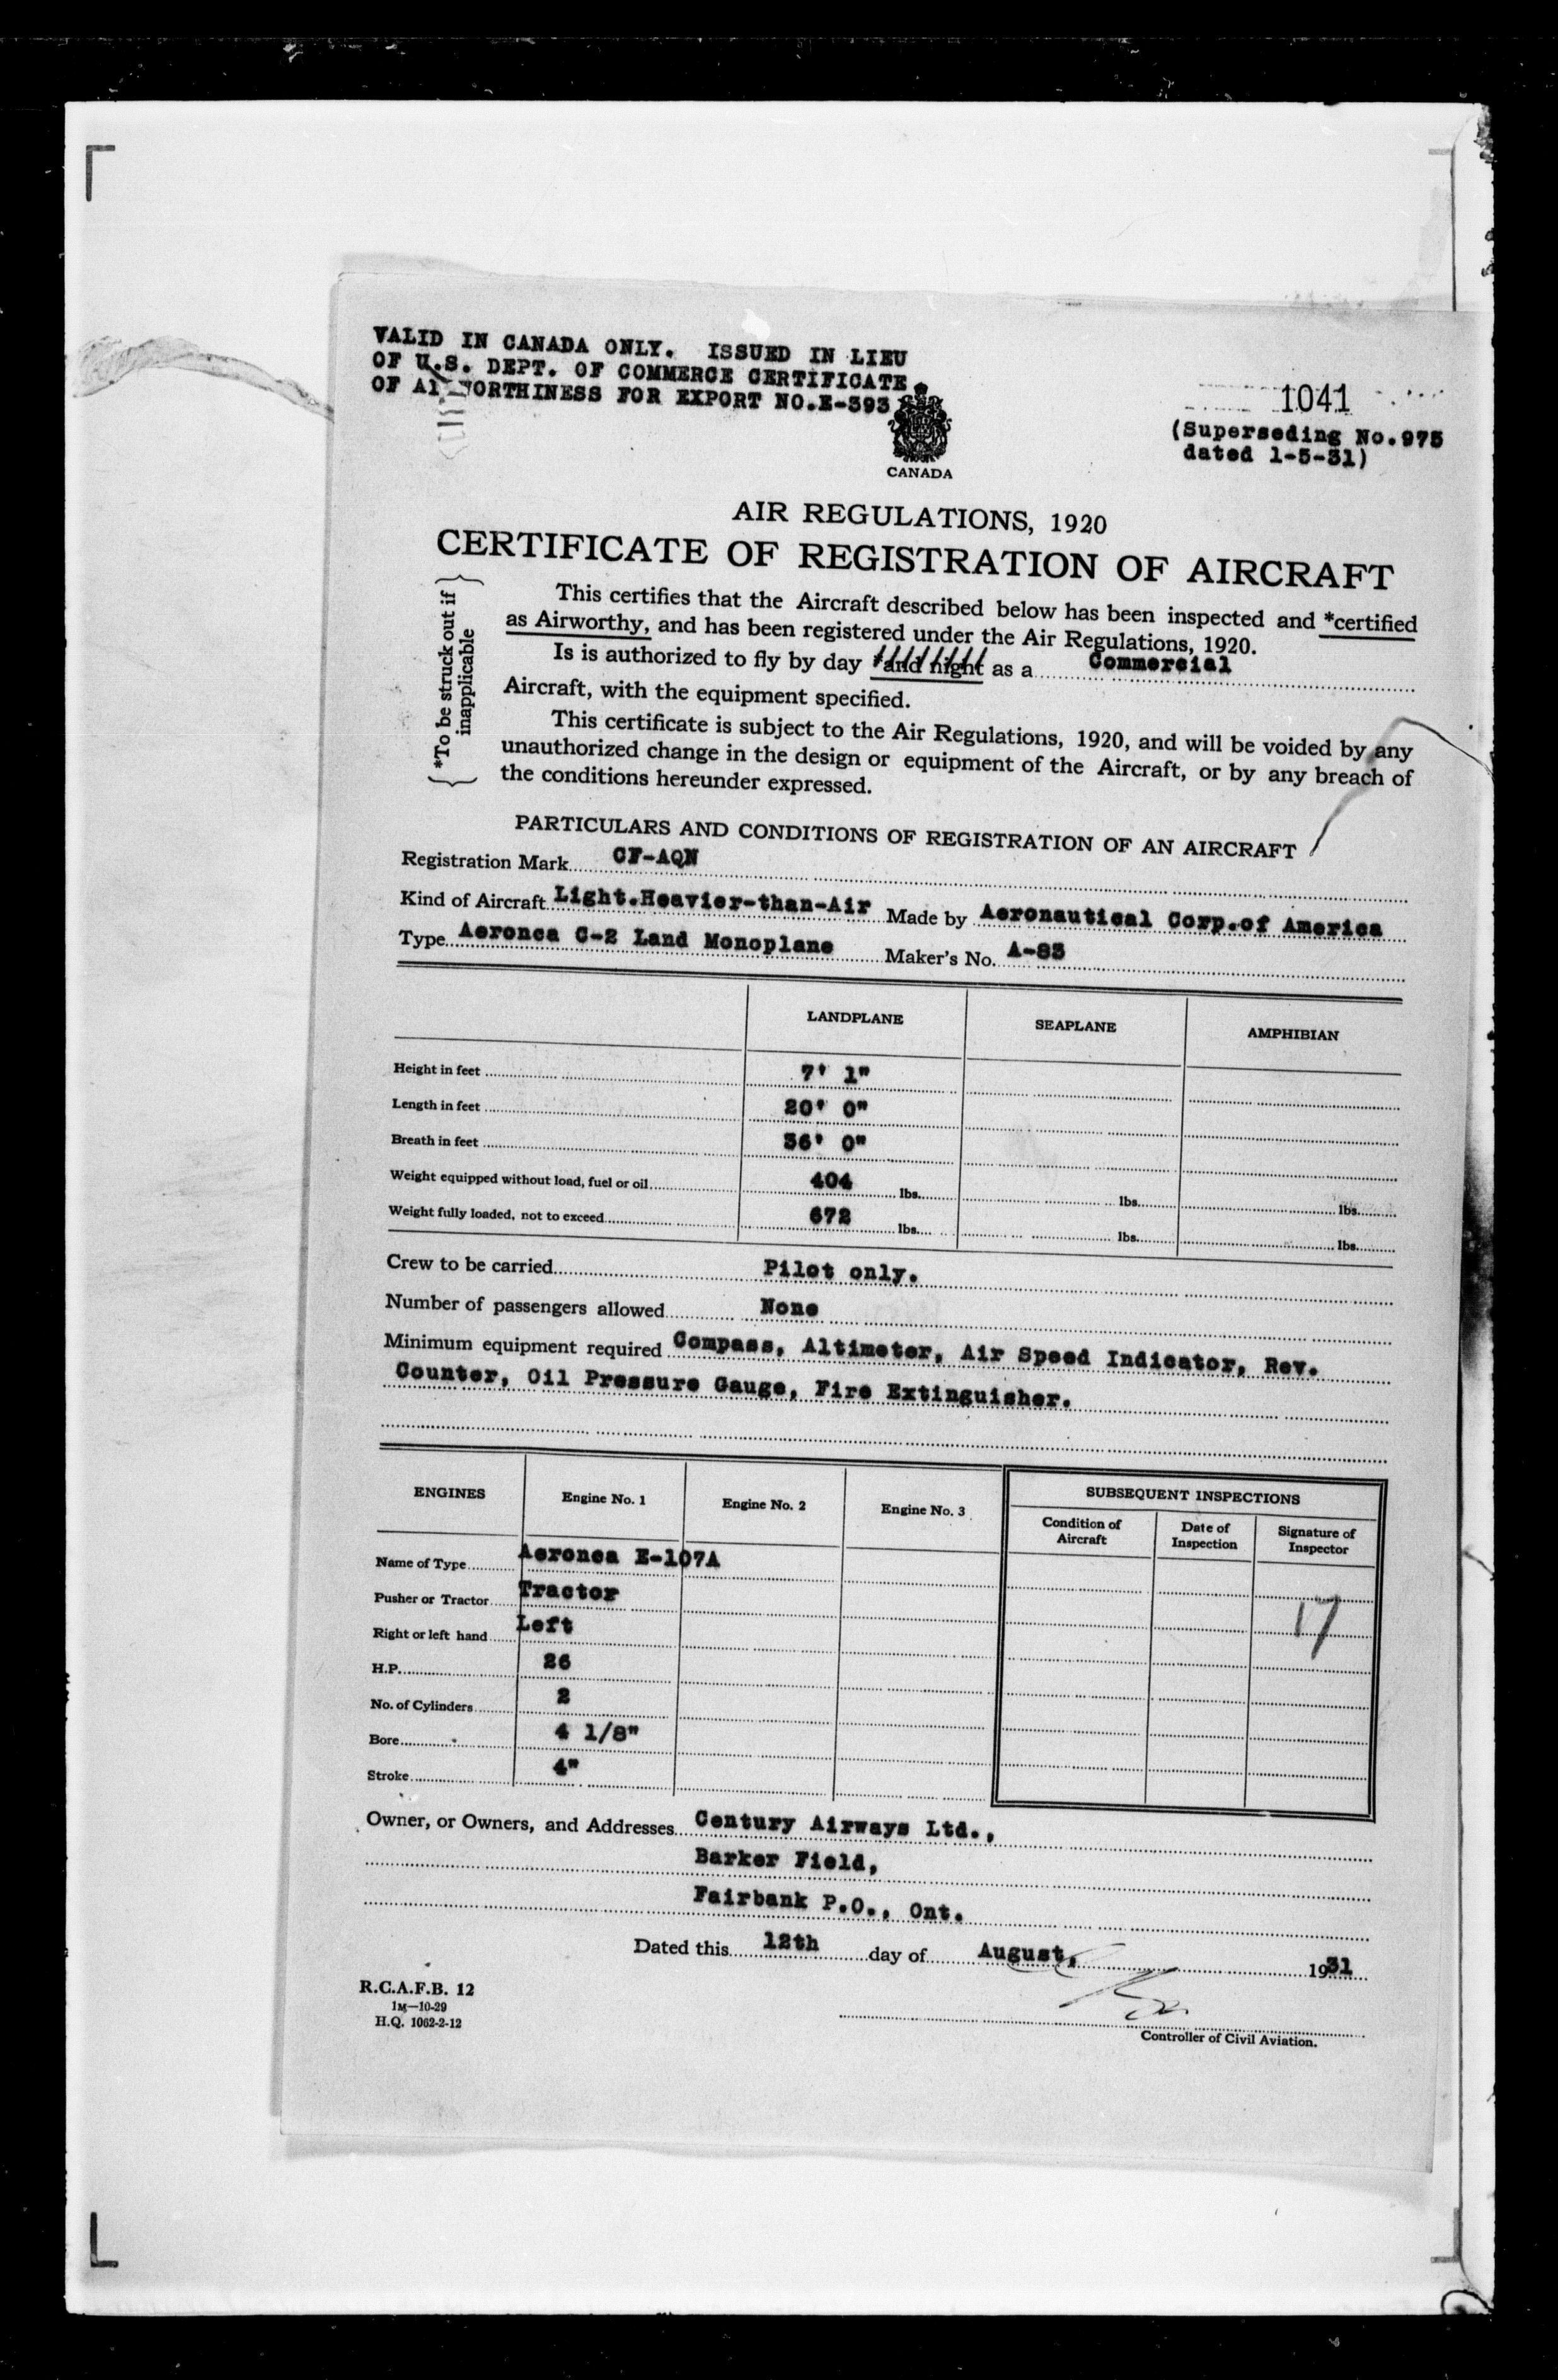 VALID IN CANADA ONLY. ISSUED IN LIEU
OF U.S. DEPT. OF COMMERCE CERTIFICATE
OF AIRWORTHINESS FOR EXPORT NO.E-393
1041
(Superseding No.975
dated 1-5-31)
CANADA
AIR REGULATIONS, 1920
CERTIFICATE OF REGISTRATION OF AIRCRAFT
*To be struck out if
inapplicable
This certifies that the Aircraft described below has been inspected and *certified
as Airworthy, and has been registered under the Air Regulations, 1920.
Is is authorized to fly by day *and night as a Commercial
Aircraft, with the equipment specified.
This certificate is subject to the Air Regulations, 1920, and will be voided by any
unauthorized change in the design or equipment of the Aircraft, or by any breach of
the conditions hereunder expressed.
PARTICULARS AND CONDITIONS OF REGISTRATION OF AN AIRCRAFT
Registration Mark CF-AQN
Kind of Aircraft Light.Heavier-than-Air Made by Aeronautical Corp.of America
Type Aeronca C-2 Land Monoplane Maker's No. A-83
LANDPLANE SEAPLANE AMPHIBIAN
Height in feet 7' 1"
Length in feet 20' 0"
Breath in feet 36' 0"
Weight equipped without load, fuel or oil 404 lbs. lbs. lbs.
Weight fully loaded, not to exceed 672 lbs. lbs. lbs.
Crew to be carried Pilot only.
Number of passengers allowed None
Minimum equipment required Compass, Altimeter, Air Speed Indicator, Rev.
Counter, Oil Pressure Gauge, Fire Extinguisher.
ENGINES Engine No. 1 Engine No. 2 Engine No. 3
SUBSEQUENT INSPECTIONS
Condition of Aircraft Date of Inspection Signature of Inspector
Name of Type Aeronca E-107A
Pusher or Tractor Tractor
17
Right or left hand Left
H.P. 26
No. of Cylinders 2
Bore 4 1/8"
Stroke 4"
Owner, or Owners, and Addresses Century Airways Ltd.,
Barker Field,
Fairbank P.O., Ont.
Dated this 12th day of August, 1931
R.C.A.F.B. 12
1M—10-29
H.Q. 1062-2-12
Controller of Civil Aviation.